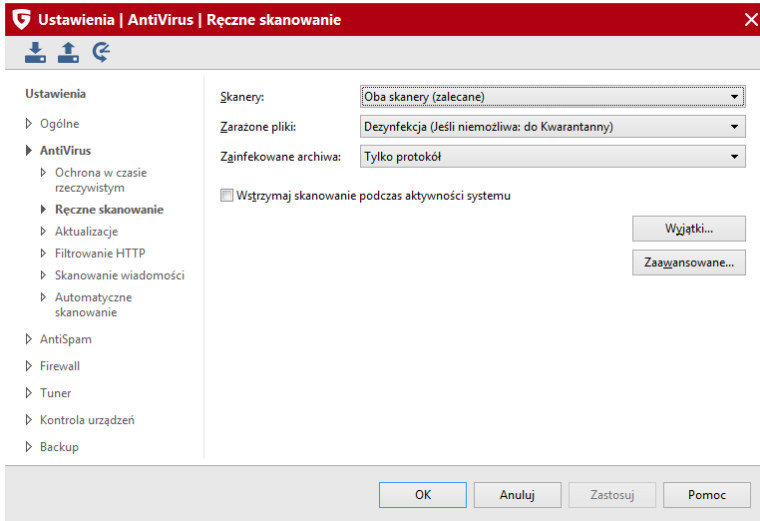 Ustawienia | AntiVirus | Ręczne skanowanie
Ustawienia
Ogólne
AntiVirus
Ochrona w czasie
rzeczywistym
Ręczne skanowanie
Aktualizacje
Filtrowanie HTTP
Skanowanie wiadomości
Automatyczne
skanowanie
AntiSpam
Firewall
Tuner
Kontrola urządzeń
Backup
Skanery: Oba skanery (zalecane)
Zarażone pliki: Dezynfekcja (Jeśli niemożliwa: do Kwarantanny)
Zainfekowane archiwa: Tylko protokół
Wstrzymaj skanowanie podczas aktywności systemu
Wyjątki...
Zaawansowane...
OK Anuluj Zastosuj Pomoc